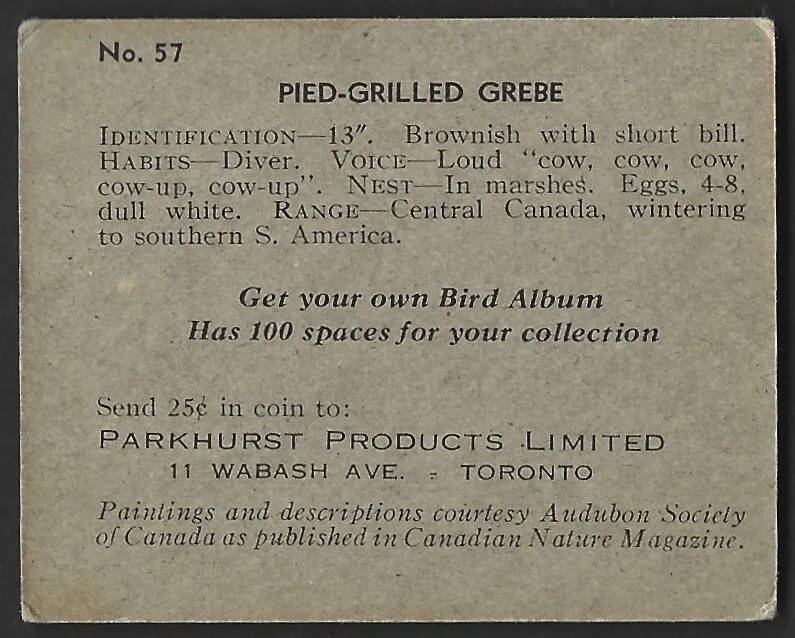 No. 57
PIED-GRILLED GREBE
IDENTIFICATION—13″. Brownish with short bill.
HABITS—Diver. VOICE—Loud "cow, cow, cow,
cow-up, cow-up". NEST—In marshes. Eggs, 4-8,
dull white. RANGE—Central Canada, wintering
to southern S. America.
Get your own Bird Album
Has 100 spaces for your collection
Send 25¢ in coin to:
PARKHURST PRODUCTS LIMITED
11 WABASH AVE. - TORONTO
Paintings and descriptions courtesy Audubon Society
of Canada as published in Canadian Nature Magazine.